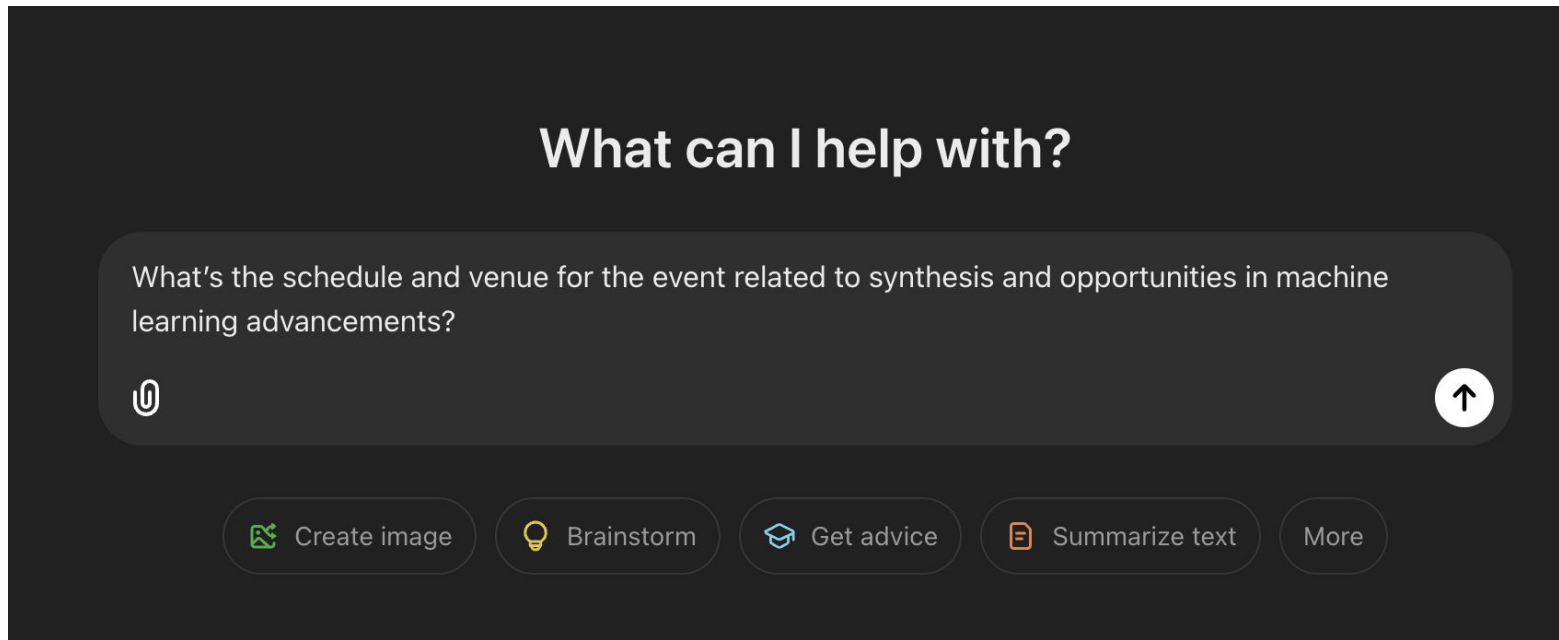 What can I help with?
What's the schedule and venue for the event related to synthesis and opportunities in machine
learning advancements?
Create image
Brainstorm
Get advice
Summarize text
More